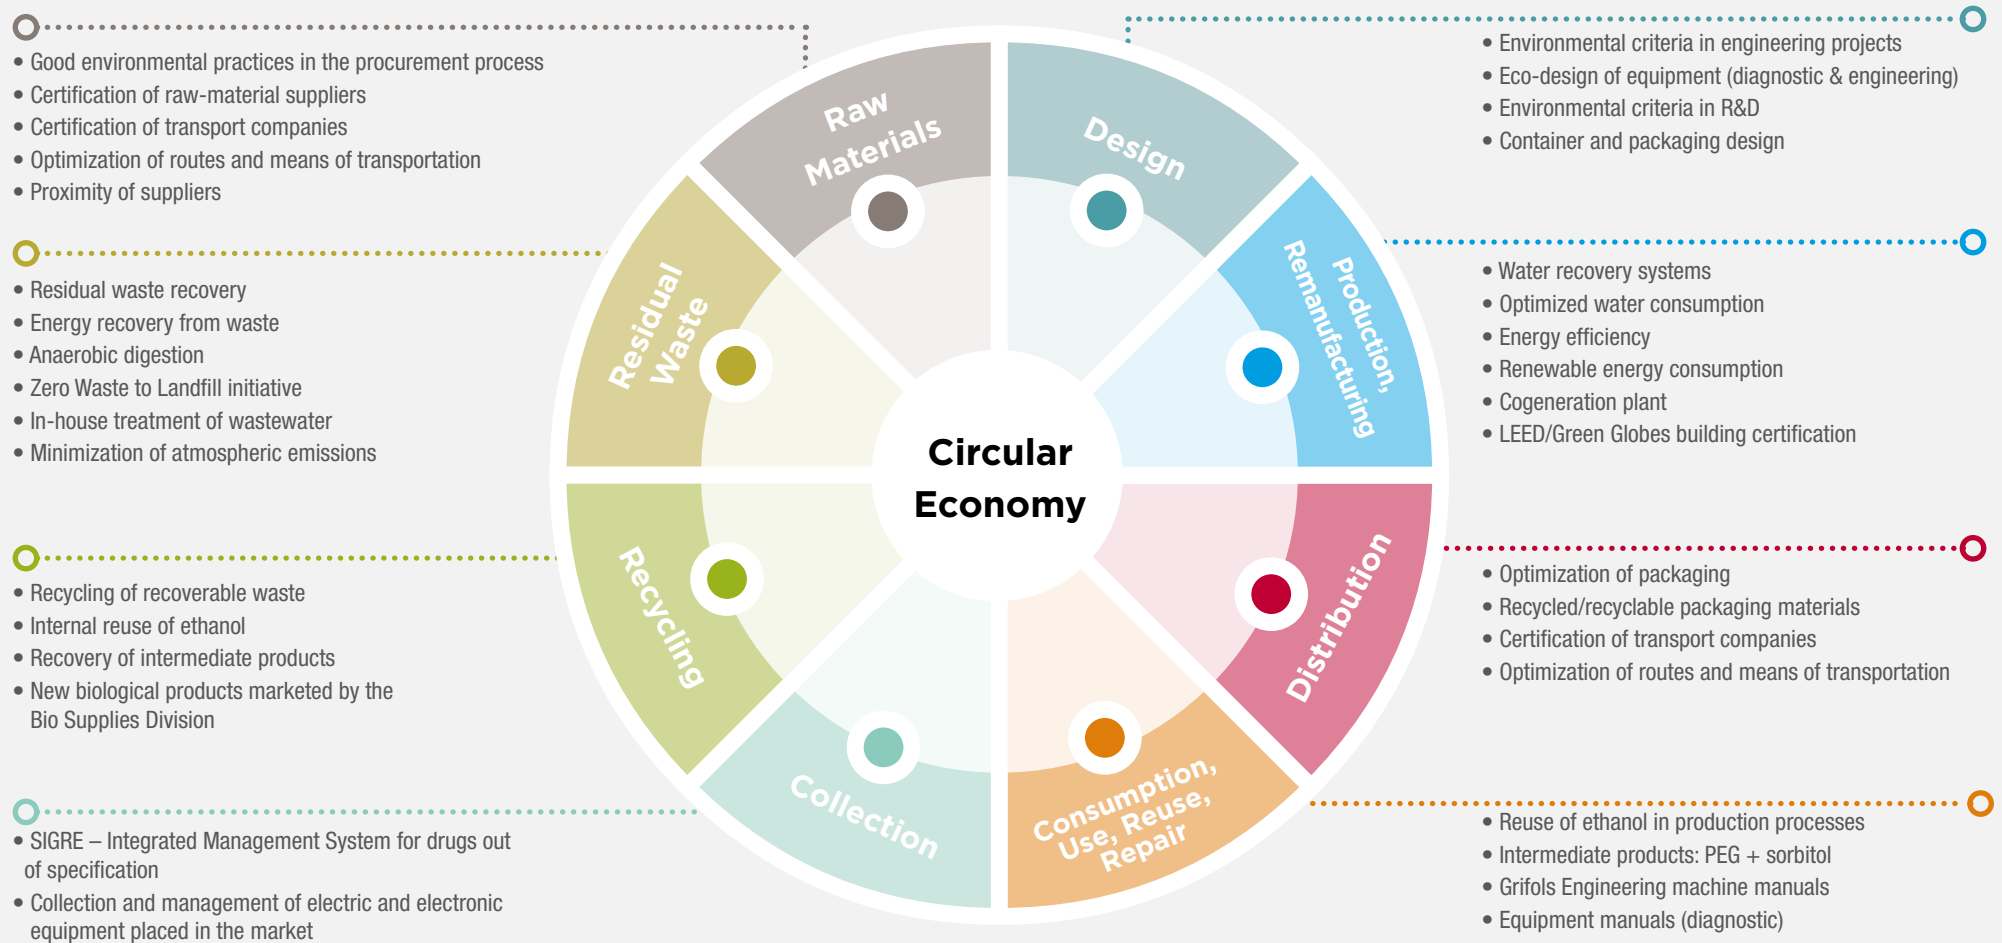 • Good environmental practices in the procurement process
• Certification of raw-material suppliers
• Certification of transport companies
• Optimization of routes and means of transportation
• Proximity of suppliers
• Residual waste recovery
• Energy recovery from waste
• Anaerobic digestion
• Zero Waste to Landfill initiative
• In-house treatment of wastewater
• Minimization of atmospheric emissions
• Recycling of recoverable waste
• Internal reuse of ethanol
• Recovery of intermediate products
• New biological products marketed by the
Bio Supplies Division
• SIGRE – Integrated Management System for drugs out
of specification
• Collection and management of electric and electronic
equipment placed in the market
Raw
Materials
Design
Residual
Waste
Production,
Remanufacturing
Circular
Economy
Recycling
Distribution
Collection
Consumption,
Use, Reuse,
Repair
• Environmental criteria in engineering projects
• Eco-design of equipment (diagnostic & engineering)
• Environmental criteria in R&D
• Container and packaging design
• Water recovery systems
• Optimized water consumption
• Energy efficiency
• Renewable energy consumption
• Cogeneration plant
• LEED/Green Globes building certification
• Optimization of packaging
• Recycled/recyclable packaging materials
• Certification of transport companies
• Optimization of routes and means of transportation
• Reuse of ethanol in production processes
• Intermediate products: PEG + sorbitol
• Grifols Engineering machine manuals
• Equipment manuals (diagnostic)